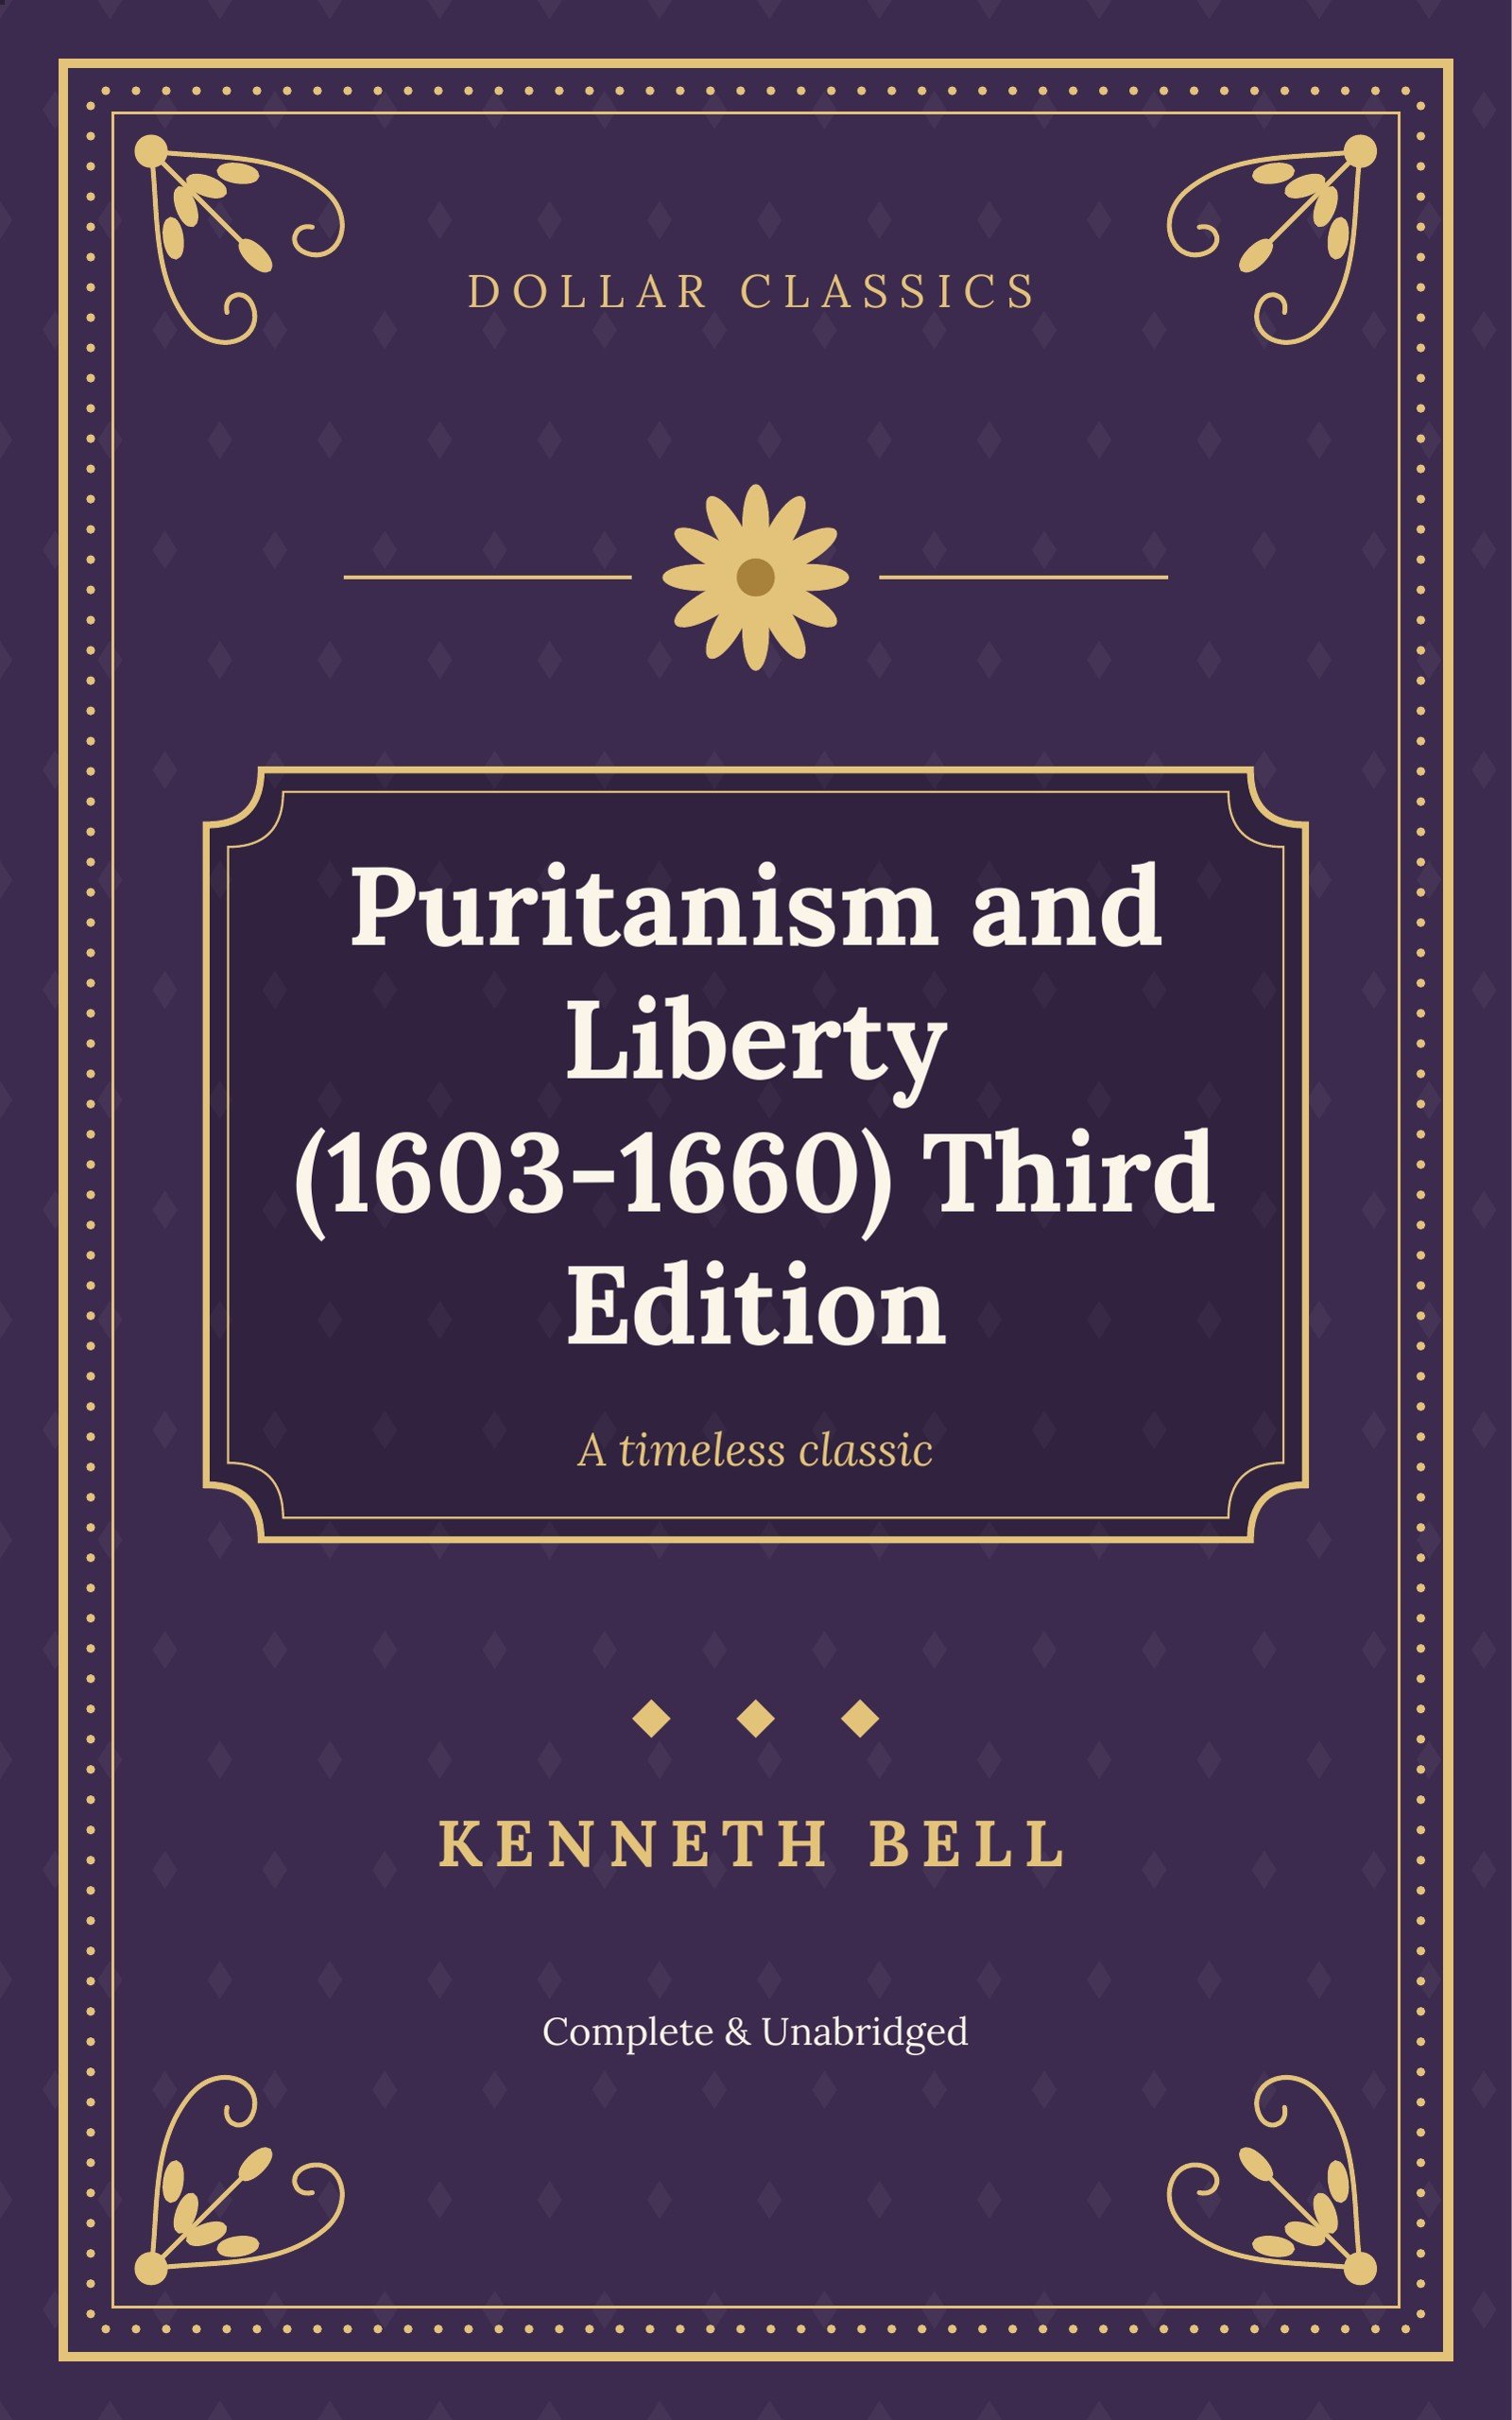 DOLLAR CLASSICS
Puritanism and
Liberty
(1603–1660) Third
Edition
A timeless classic
KENNETH BELL
Complete & Unabridged